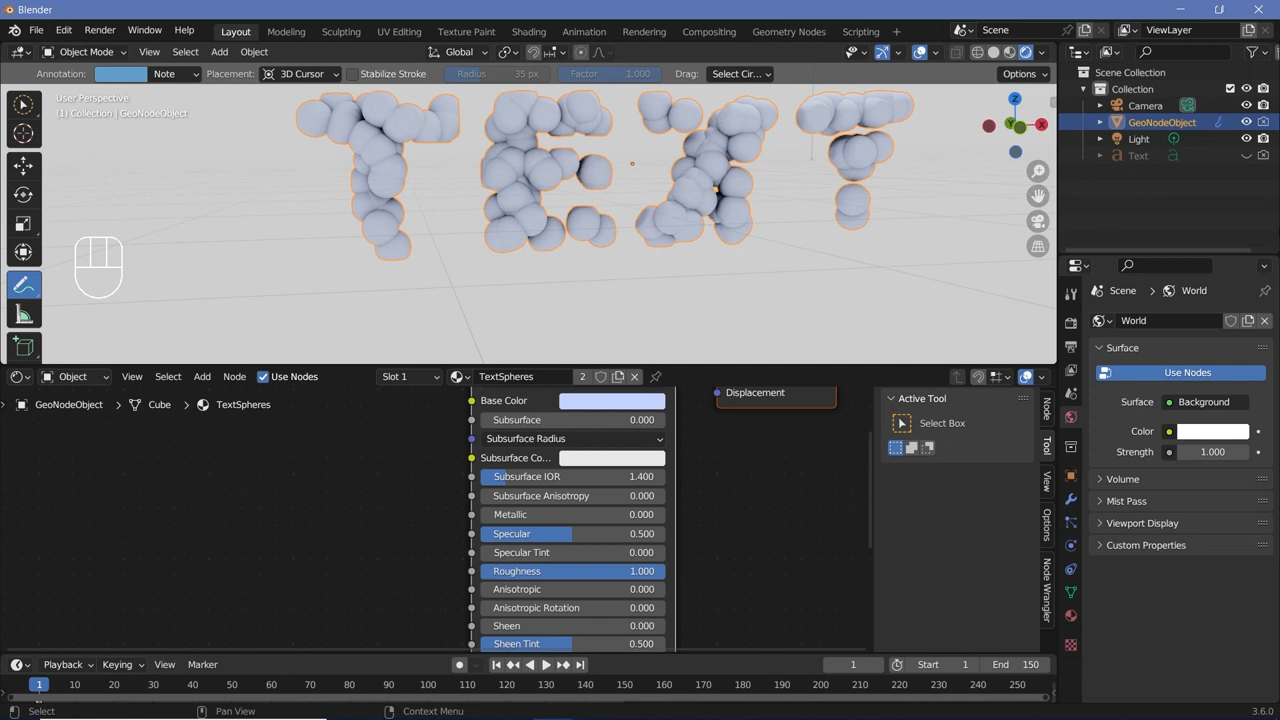 Blender
File Edit Render Window Help Layout Modeling Sculpting UV Editing Texture Paint Shading Animation Rendering Compositing Geometry Nodes Scripting + Scene ViewLayer
Object Mode View Select Add Object Global
Annotation: Note Placement: 3D Cursor Stabilize Stroke Radius 35 px Factor 1.000 Drag: Select Cir... Options
User Perspective
(1) Collection | GeoNodeObject
TEXT
Z
Y
X
Scene Collection
Collection
Camera
GeoNodeObject
Light
Text
Scene World
World
Surface
Use Nodes
Surface Background
Color
Strength 1.000
Volume
Mist Pass
Viewport Display
Custom Properties
Object View Select Add Node Use Nodes Slot 1 TextSpheres 2
GeoNodeObject Cube TextSpheres
Displacement
Base Color
Subsurface 0.000
Subsurface Radius
Subsurface Co...
Subsurface IOR 1.400
Subsurface Anisotropy 0.000
Metallic 0.000
Specular 0.500
Specular Tint 0.000
Roughness 1.000
Anisotropic 0.000
Anisotropic Rotation 0.000
Sheen 0.000
Sheen Tint 0.500
Active Tool
Select Box
Node
Tool
View
Options
Node Wrangler
Playback Keying View Marker 1 Start 1 End 150
1 10 20 30 40 50 60 70 80 90 100 110 120 130 140 150 160 170 180 190 200 210 220 230 240 250
Select Pan View Context Menu 3.6.0